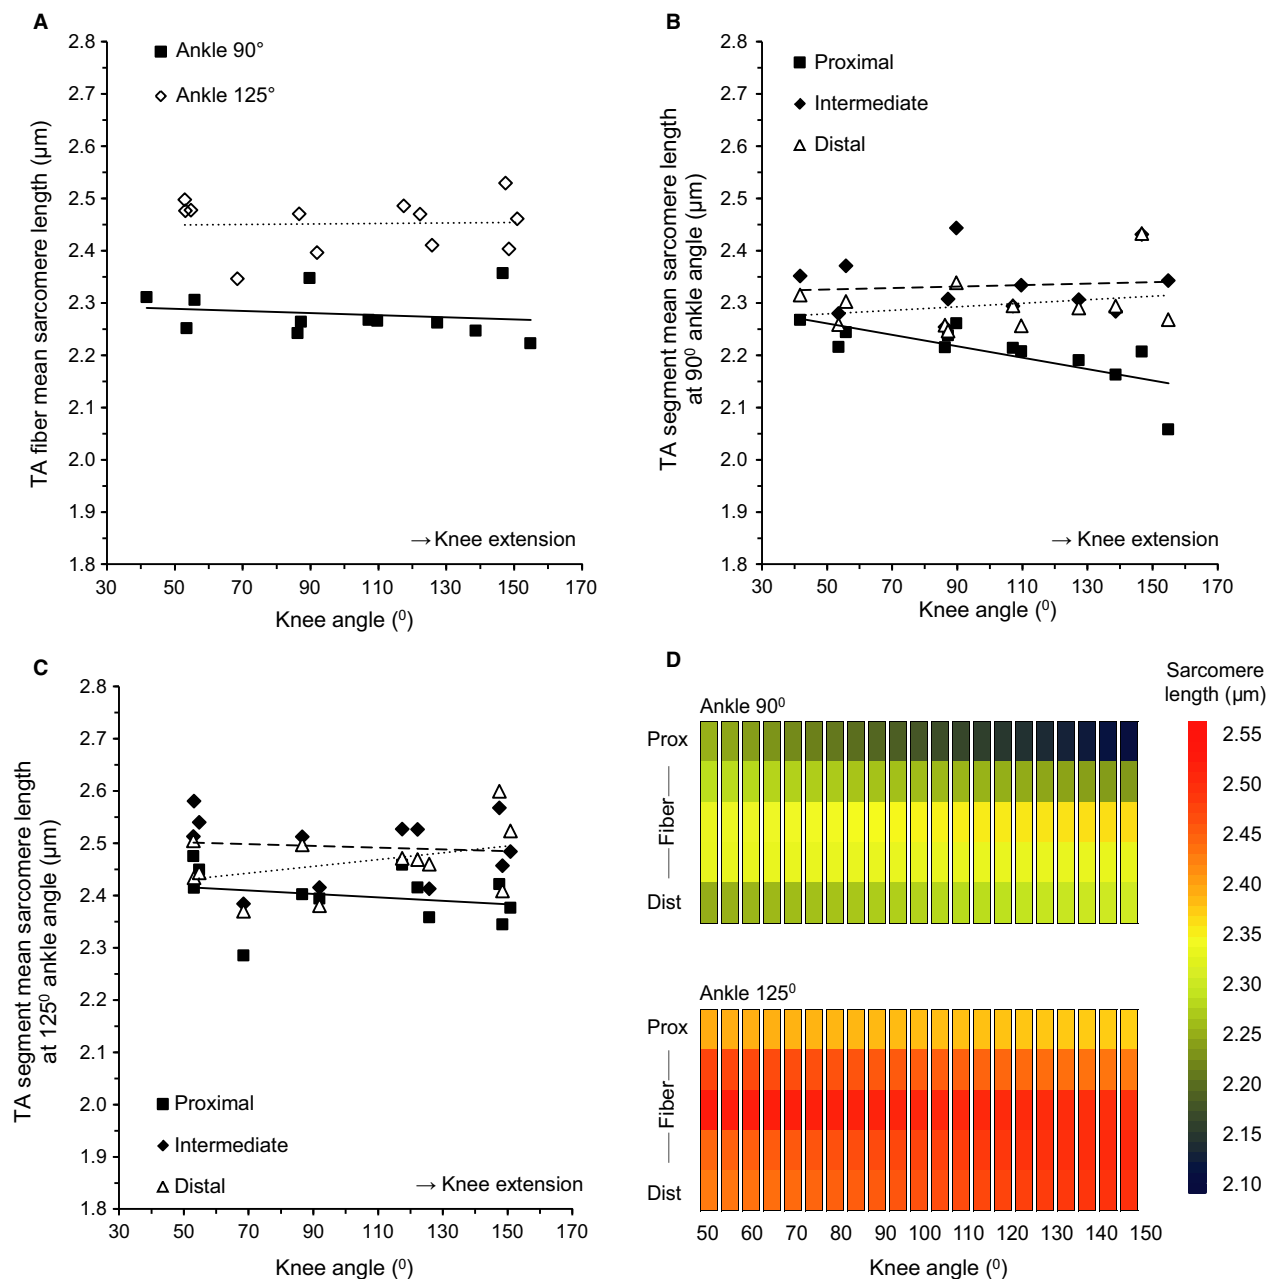 A
TA fiber mean sarcomere length (µm)
2.8
2.7
2.6
2.5
2.4
2.3
2.2
2.1
2.0
1.9
1.8
Ankle 90°
Ankle 125°
→ Knee extension
30 50 70 90 110 130 150 170
Knee angle (⁰)
B
TA segment mean sarcomere length
at 90⁰ ankle angle (µm)
2.8
2.7
2.6
2.5
2.4
2.3
2.2
2.1
2.0
1.9
1.8
Proximal
Intermediate
Distal
→ Knee extension
30 50 70 90 110 130 150 170
Knee angle (⁰)
C
TA segment mean sarcomere length
at 125⁰ ankle angle (µm)
2.8
2.7
2.6
2.5
2.4
2.3
2.2
2.1
2.0
1.9
1.8
Proximal
Intermediate
Distal
→ Knee extension
30 50 70 90 110 130 150 170
Knee angle (⁰)
D
Ankle 90⁰
Prox
Fiber
Dist
Ankle 125⁰
Prox
Fiber
Dist
50 60 70 80 90 100 110 120 130 140 150
Knee angle (⁰)
Sarcomere
length (µm)
2.55
2.50
2.45
2.40
2.35
2.30
2.25
2.20
2.15
2.10